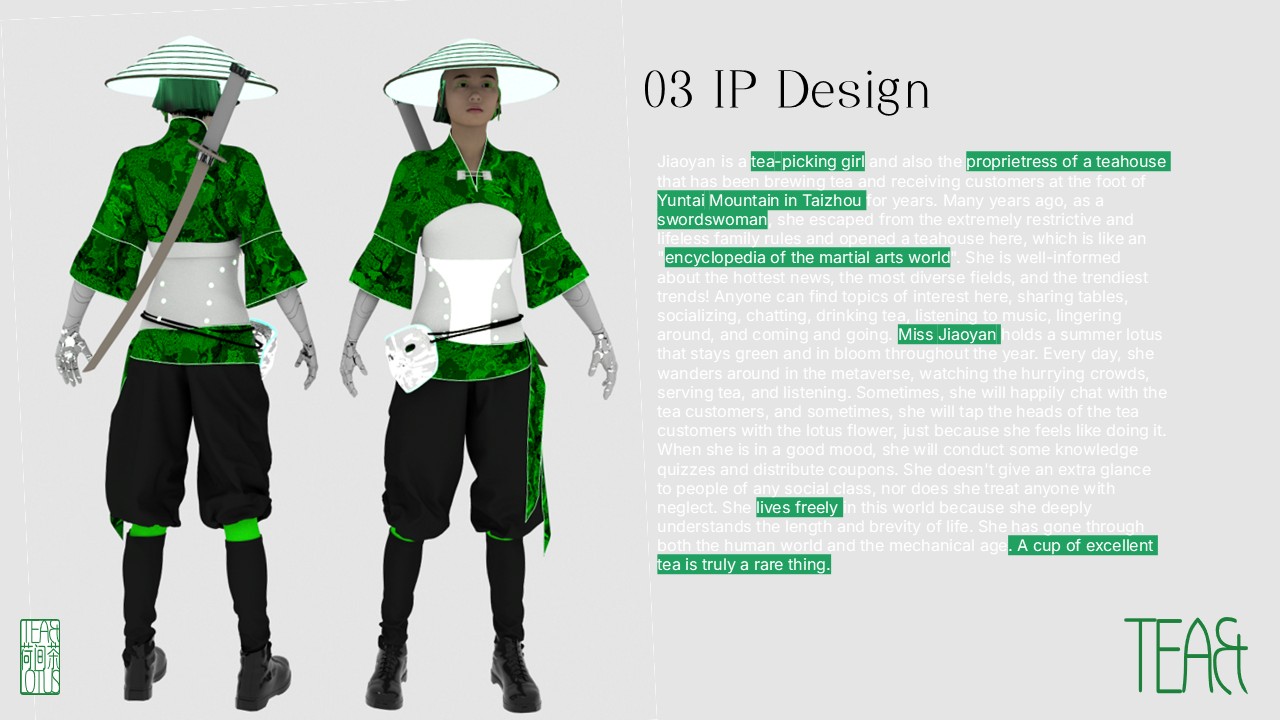 03 IP Design
Jiaoyan is a tea-picking girl and also the proprietress of a teahouse
that has been brewing tea and receiving customers at the foot of
Yuntai Mountain in Taizhou for years. Many years ago, as a
swordswoman, she escaped from the extremely restrictive and
lifeless family rules and opened a teahouse here, which is like an
"encyclopedia of the martial arts world". She is well-informed
about the hottest news, the most diverse fields, and the trendiest
trends! Anyone can find topics of interest here, sharing tables,
socializing, chatting, drinking tea, listening to music, lingering
around, and coming and going. Miss Jiaoyan holds a summer lotus
that stays green and in bloom throughout the year. Every day, she
wanders around in the metaverse, watching the hurrying crowds,
serving tea, and listening. Sometimes, she will happily chat with the
tea customers, and sometimes, she will tap the heads of the tea
customers with the lotus flower, just because she feels like doing it.
When she is in a good mood, she will conduct some knowledge
quizzes and distribute coupons. She doesn't give an extra glance
to people of any social class, nor does she treat anyone with
neglect. She lives freely in this world because she deeply
understands the length and brevity of life. She has gone through
both the human world and the mechanical age. A cup of excellent
tea is truly a rare thing.
TEA&
荷间茶
LOTUS
TEA&